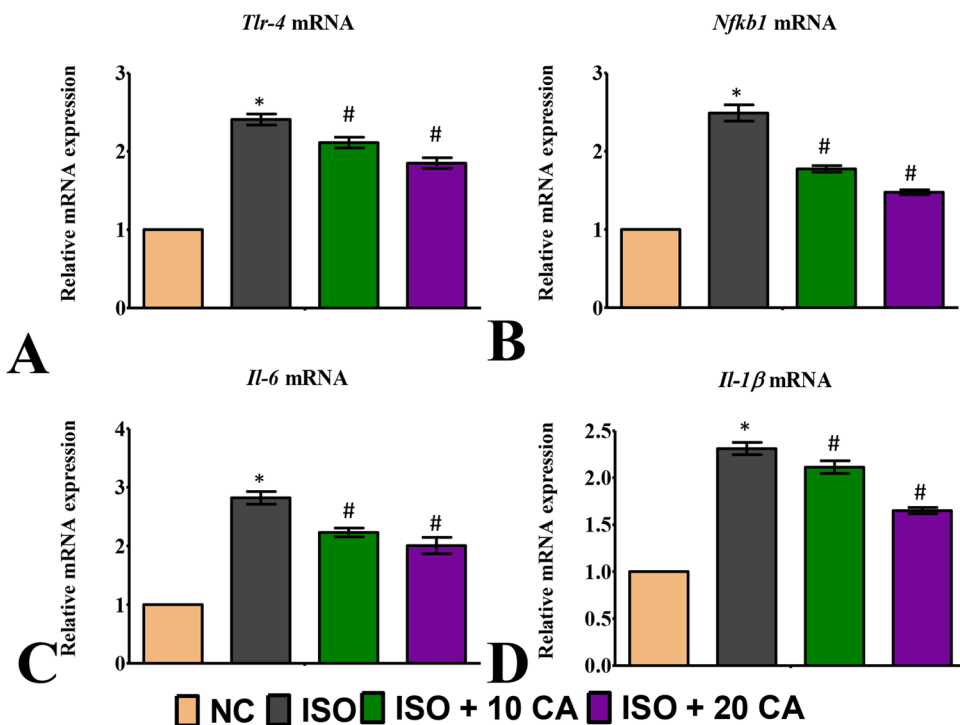 Tlr-4 mRNA
Relative mRNA expression
3
2
1
0
*
#
#
A
Nfkb1 mRNA
Relative mRNA expression
3
2
1
0
*
#
#
B
Il-6 mRNA
Relative mRNA expression
4
3
2
1
0
*
#
#
C
Il-1β mRNA
Relative mRNA expression
2.5
2.0
1.5
1.0
0.5
0.0
*
#
#
D
NC ISO ISO + 10 CA ISO + 20 CA